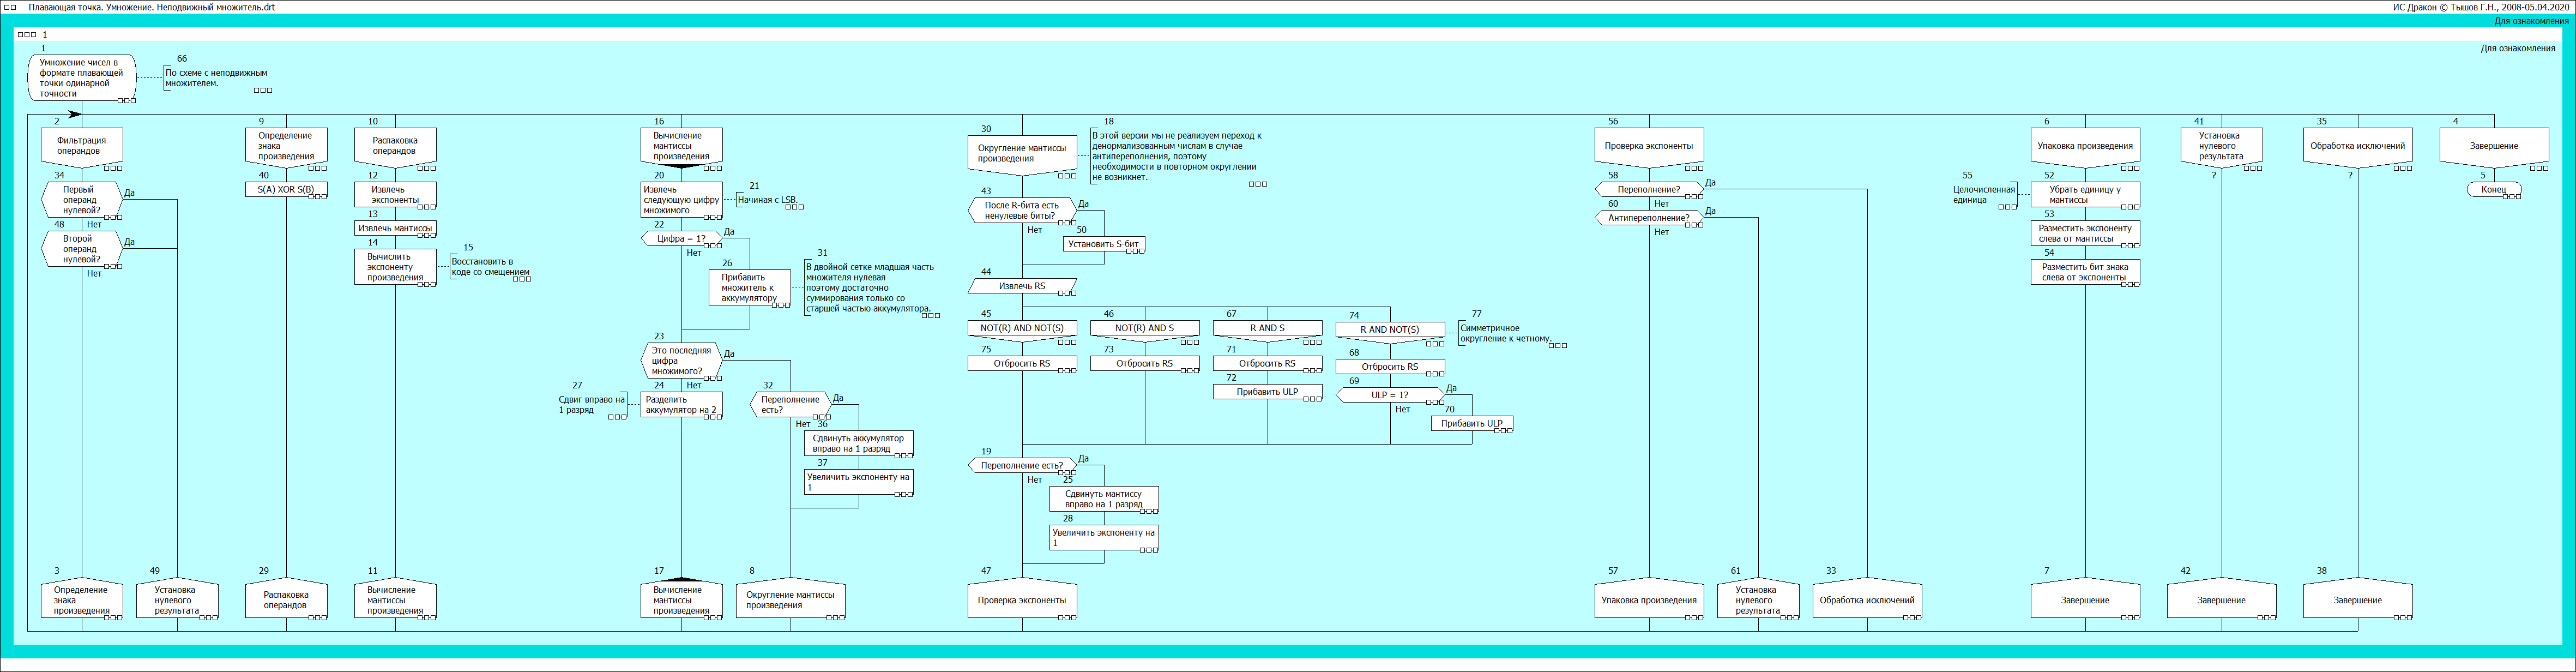 Плавающая точка. Умножение. Неподвижный множитель.drt
ИС Дракон © Тышов Г.Н., 2008-05.04.2020
Для ознакомления
1
Для ознакомления
1
Умножение чисел в
формате плавающей
точки одинарной
точности
66
По схеме с неподвижным
множителем.
2
Фильтрация
операндов
34
Первый
операнд
нулевой?
Да
Нет
48
Второй
операнд
нулевой?
Да
Нет
3
Определение
знака
произведения
49
Установка
нулевого
результата
9
Определение
знака
произведения
40
S(A) XOR S(B)
29
Распаковка
операндов
10
Распаковка
операндов
12
Извлечь
экспоненты
13
Извлечь мантиссы
14
Вычислить
экспоненту
произведения
15
Восстановить в
коде со смещением
11
Вычисление
мантиссы
произведения
16
Вычисление
мантиссы
произведения
20
Извлечь
следующую цифру
множимого
21
Начиная с LSB.
22
Цифра = 1?
Да
Нет
26
Прибавить
множитель к
аккумулятору
31
В двойной сетке младшая часть
множителя нулевая
поэтому достаточно
суммирования только со
старшей частью аккумулятора.
23
Это последняя
цифра
множимого?
Да
Нет
27
Сдвиг вправо на
1 разряд
24
Разделить
аккумулятор на 2
32
Переполнение
есть?
Да
Нет
36
Сдвинуть аккумулятор
вправо на 1 разряд
37
Увеличить экспоненту на
1
17
Вычисление
мантиссы
произведения
8
Округление мантиссы
произведения
30
Округление мантиссы
произведения
18
В этой версии мы не реализуем переход к
денормализованным числам в случае
антипереполнения, поэтому
необходимости в повторном округлении
не возникнет.
43
После R-бита есть
ненулевые биты?
Да
Нет
50
Установить S-бит
44
Извлечь RS
45
NOT(R) AND NOT(S)
75
Отбросить RS
46
NOT(R) AND S
73
Отбросить RS
67
R AND S
71
Отбросить RS
72
Прибавить ULP
74
R AND NOT(S)
77
Симметричное
округление к четному.
68
Отбросить RS
69
ULP = 1?
Да
Нет
70
Прибавить ULP
19
Переполнение есть?
Да
Нет
25
Сдвинуть мантиссу
вправо на 1 разряд
28
Увеличить экспоненту на
1
47
Проверка экспоненты
56
Проверка экспоненты
58
Переполнение?
Да
Нет
60
Антипереполнение?
Да
Нет
57
Упаковка произведения
61
Установка
нулевого
результата
33
Обработка исключений
6
Упаковка произведения
55
Целочисленная
единица
52
Убрать единицу у
мантиссы
53
Разместить экспоненту
слева от мантиссы
54
Разместить бит знака
слева от экспоненты
7
Завершение
41
Установка
нулевого
результата
?
42
Завершение
35
Обработка исключений
?
38
Завершение
4
Завершение
5
Конец